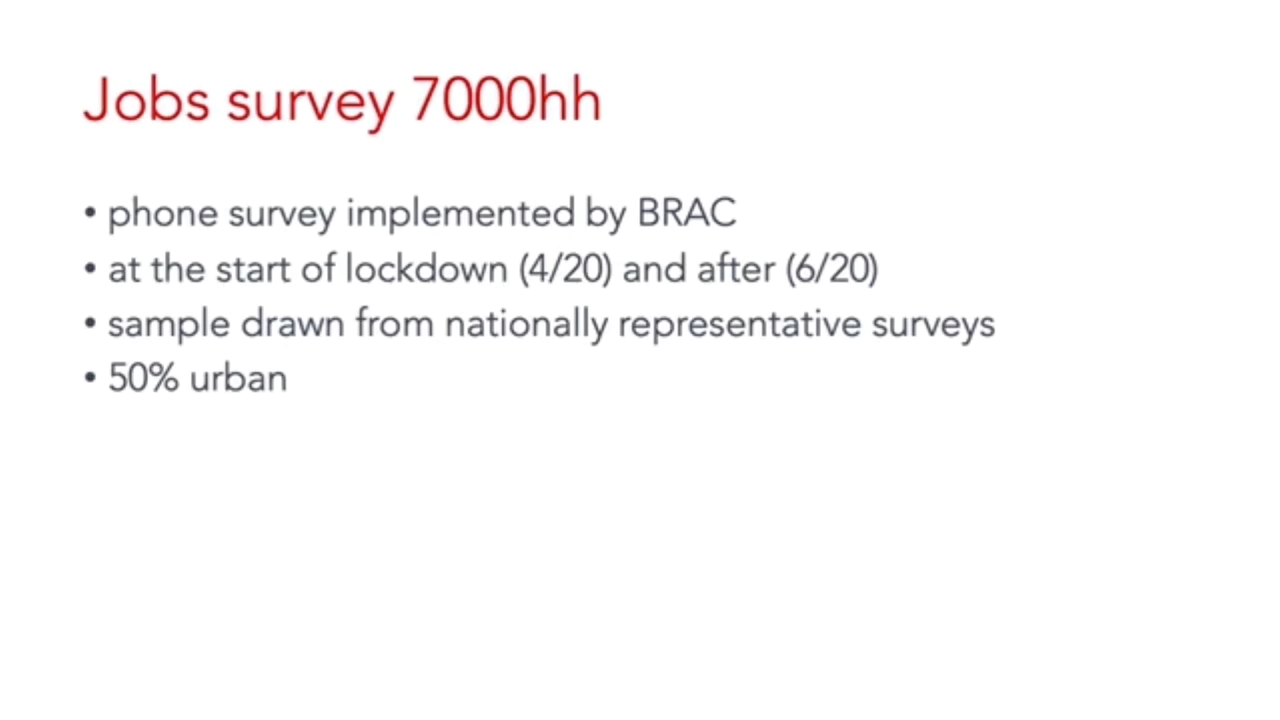 Jobs survey 7000hh
• phone survey implemented by BRAC
• at the start of lockdown (4/20) and after (6/20)
• sample drawn from nationally representative surveys
• 50% urban